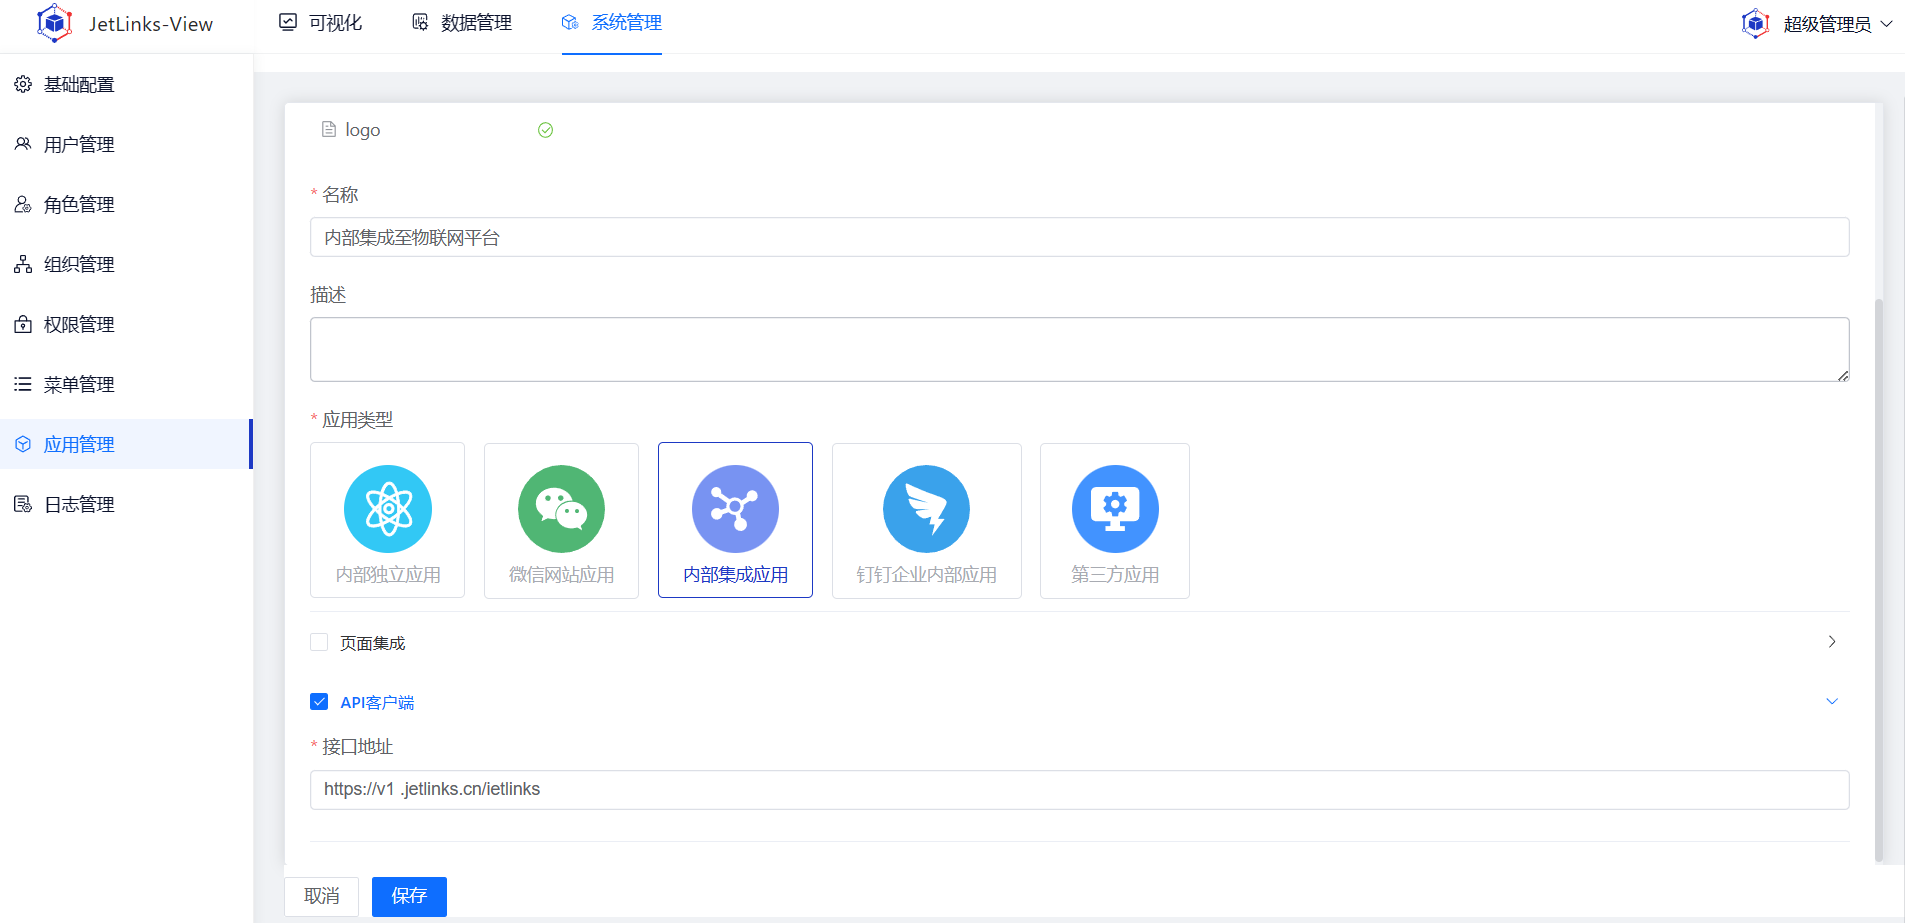 JetLinks-View
可视化
数据管理
系统管理
超级管理员
基础配置
用户管理
角色管理
组织管理
权限管理
菜单管理
应用管理
日志管理
logo
* 名称
内部集成至物联网平台
描述
* 应用类型
内部独立应用
微信网站应用
内部集成应用
钉钉企业内部应用
第三方应用
页面集成
API客户端
* 接口地址
https://v1 .jetlinks.cn/ietlinks
取消
保存